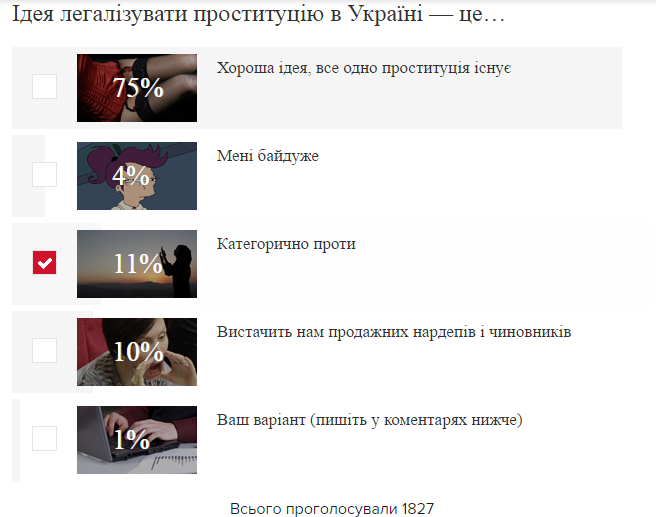 Ідея легалізувати проституцію в Україні — це…
75%
Хороша ідея, все одно проституція існує
4%
Мені байдуже
11%
Категорично проти
10%
Вистачить нам продажних нардепів і чиновників
1%
Ваш варіант (пишіть у коментарях нижче)
Всього проголосували 1827